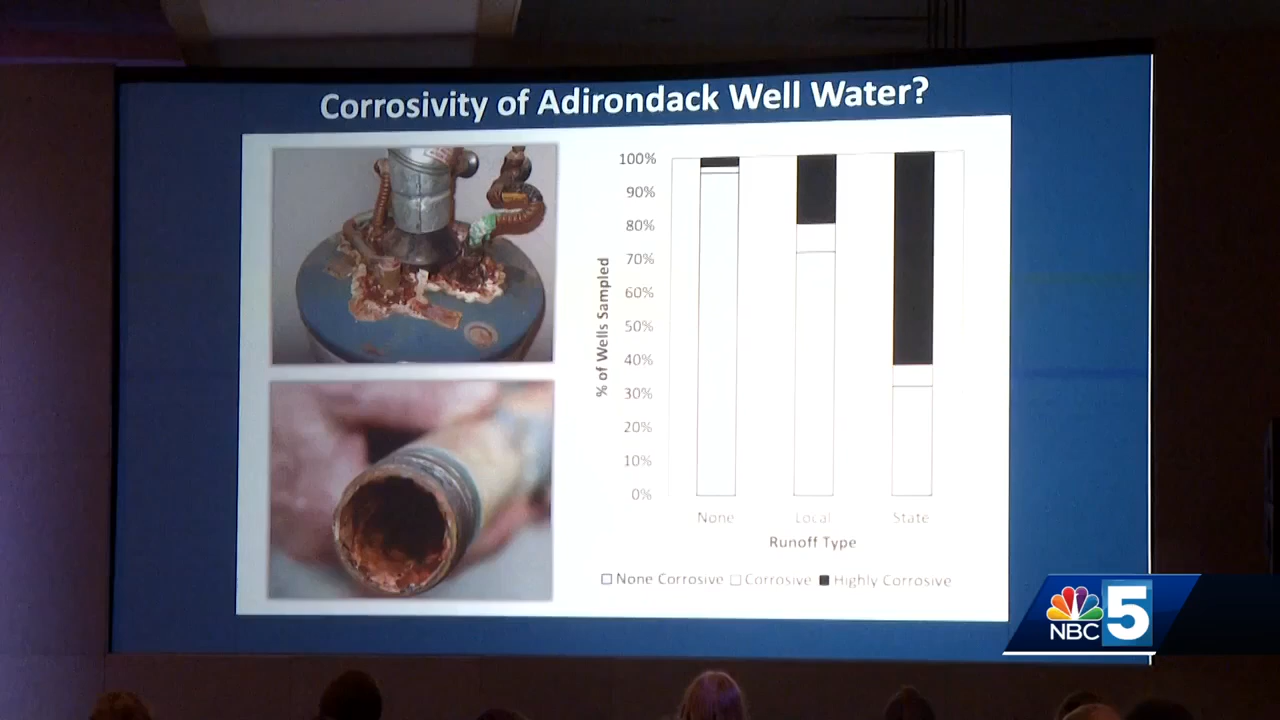 Corrosivity of Adirondack Well Water?
100%
90%
80%
70%
60%
50%
40%
30%
20%
10%
0%
% of Wells Sampled
None Local State
Runoff Type
None Corrosive Corrosive Highly Corrosive
NBC 5